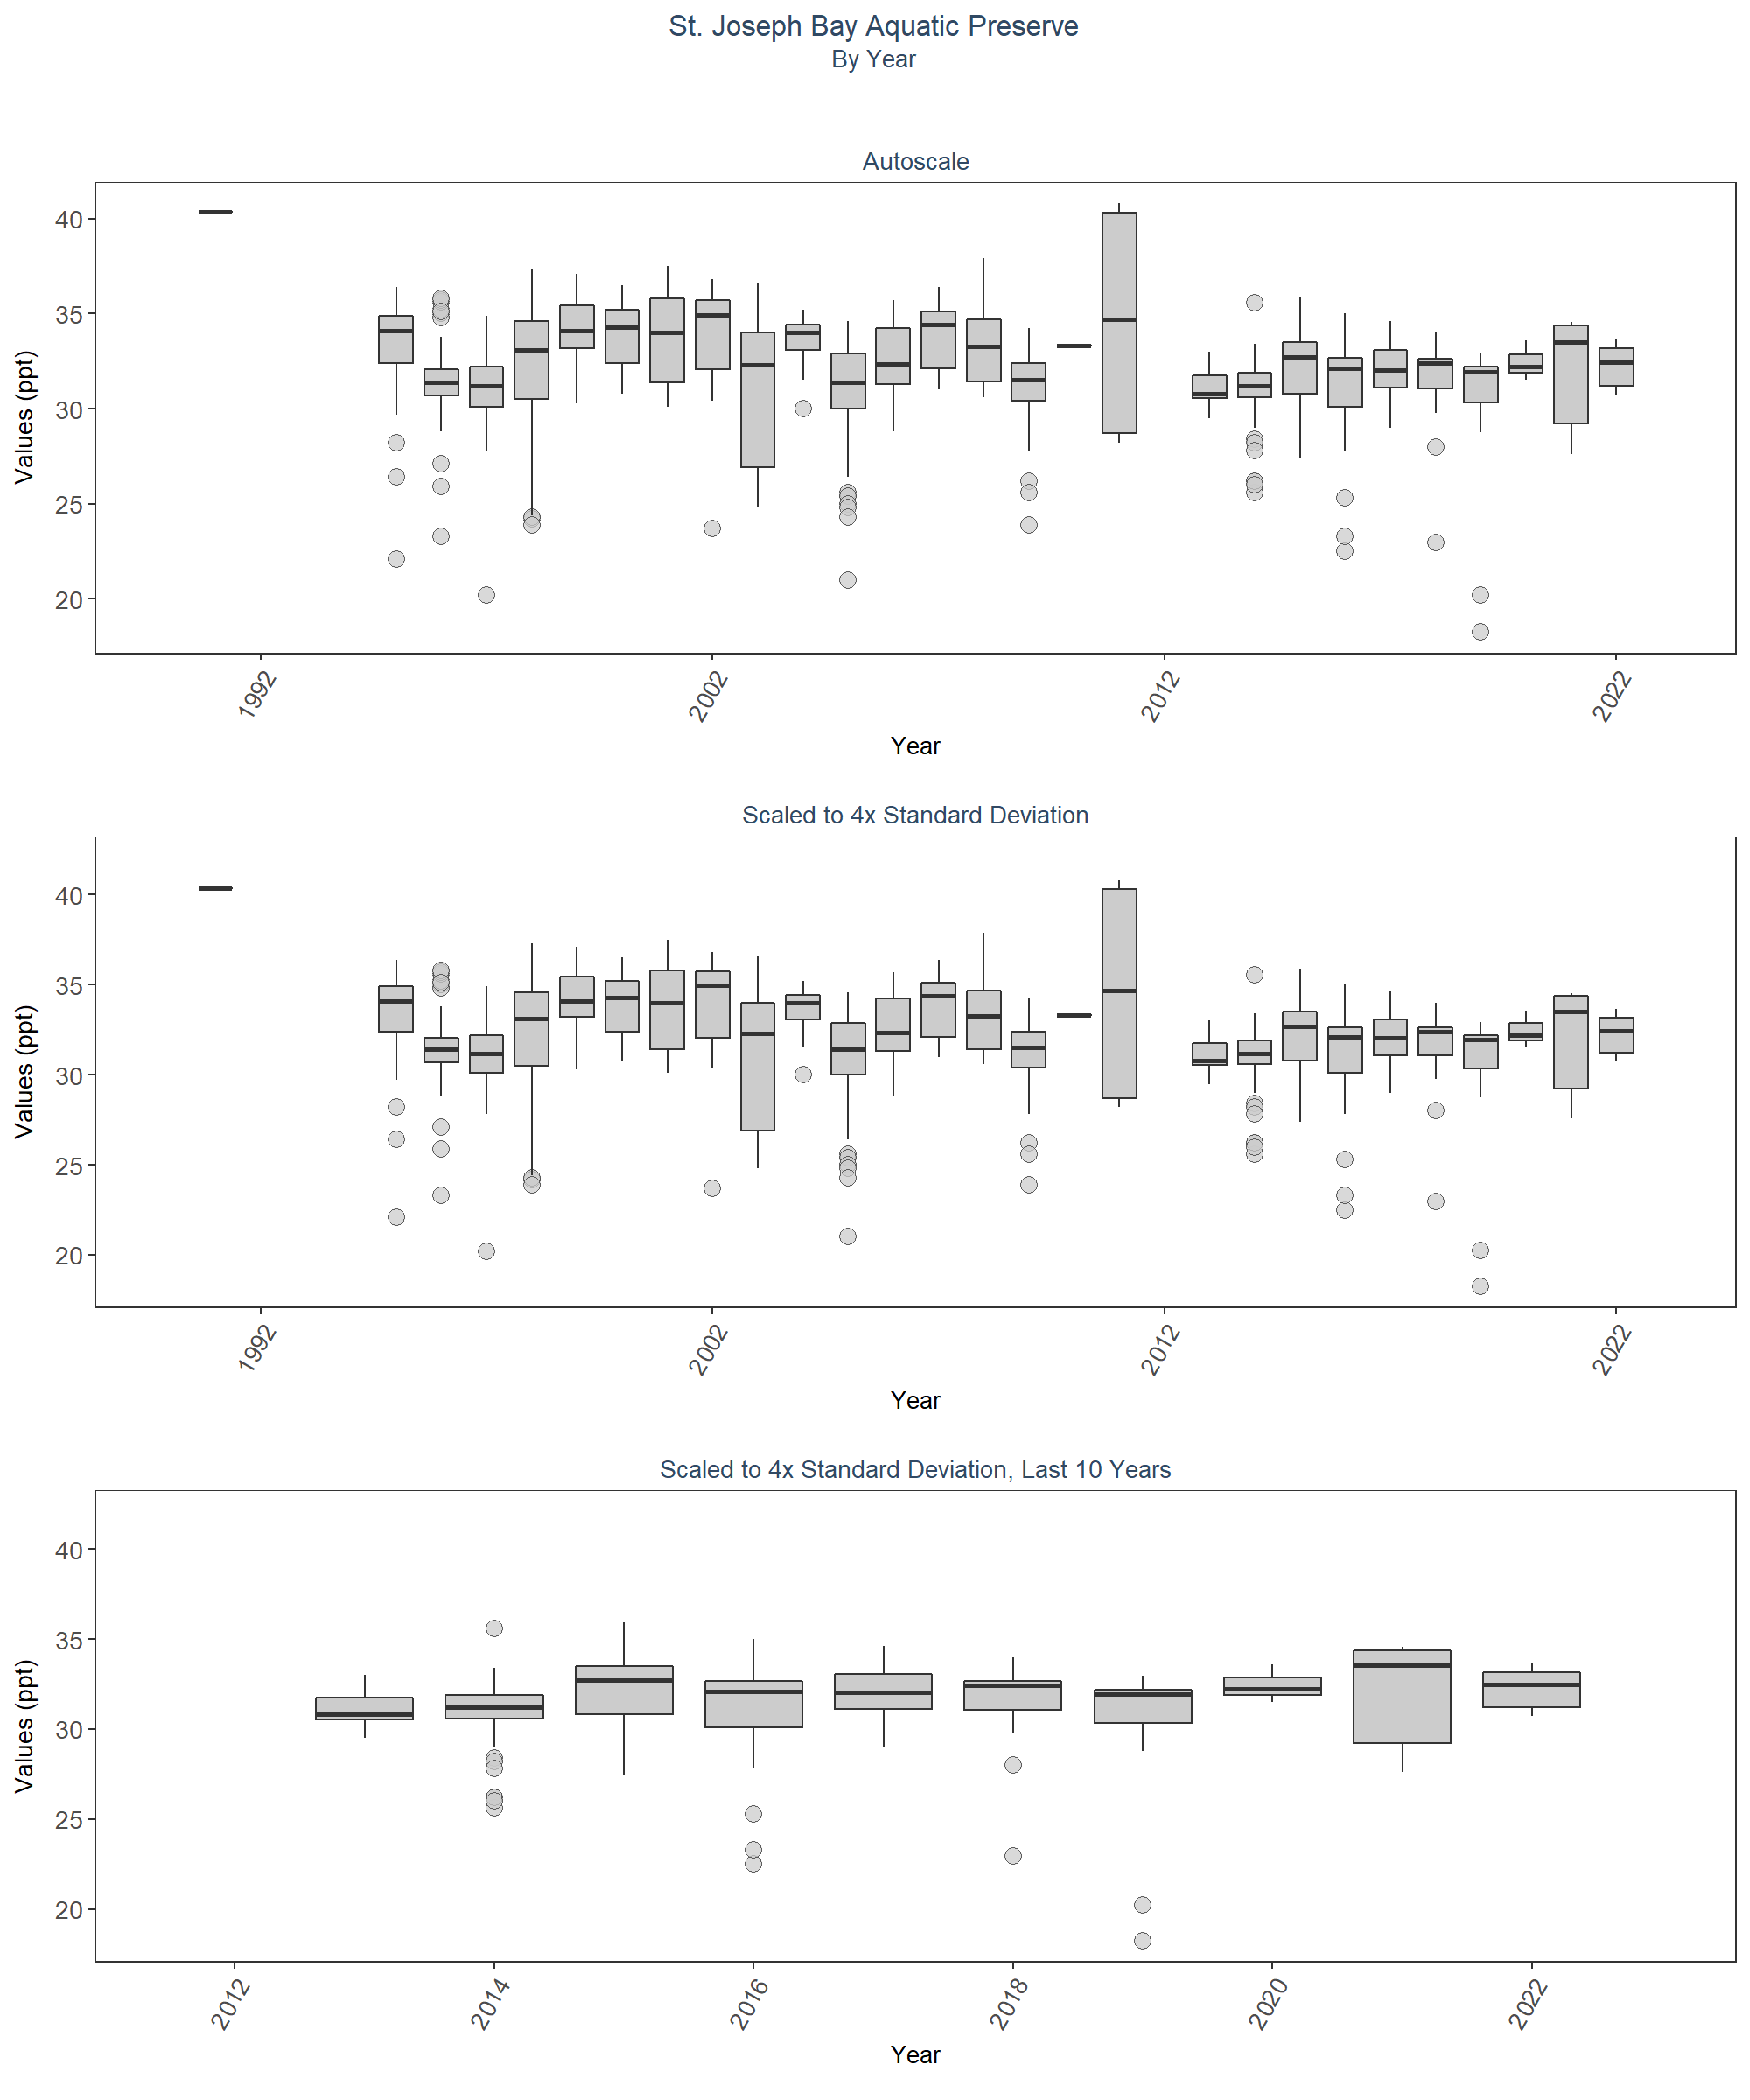 St. Joseph Bay Aquatic Preserve
By Year
Autoscale
Values (ppt)
40
35
30
25
20
1992
2002
2012
2022
Year
Scaled to 4x Standard Deviation
Values (ppt)
40
35
30
25
20
1992
2002
2012
2022
Year
Scaled to 4x Standard Deviation, Last 10 Years
Values (ppt)
40
35
30
25
20
2012
2014
2016
2018
2020
2022
Year